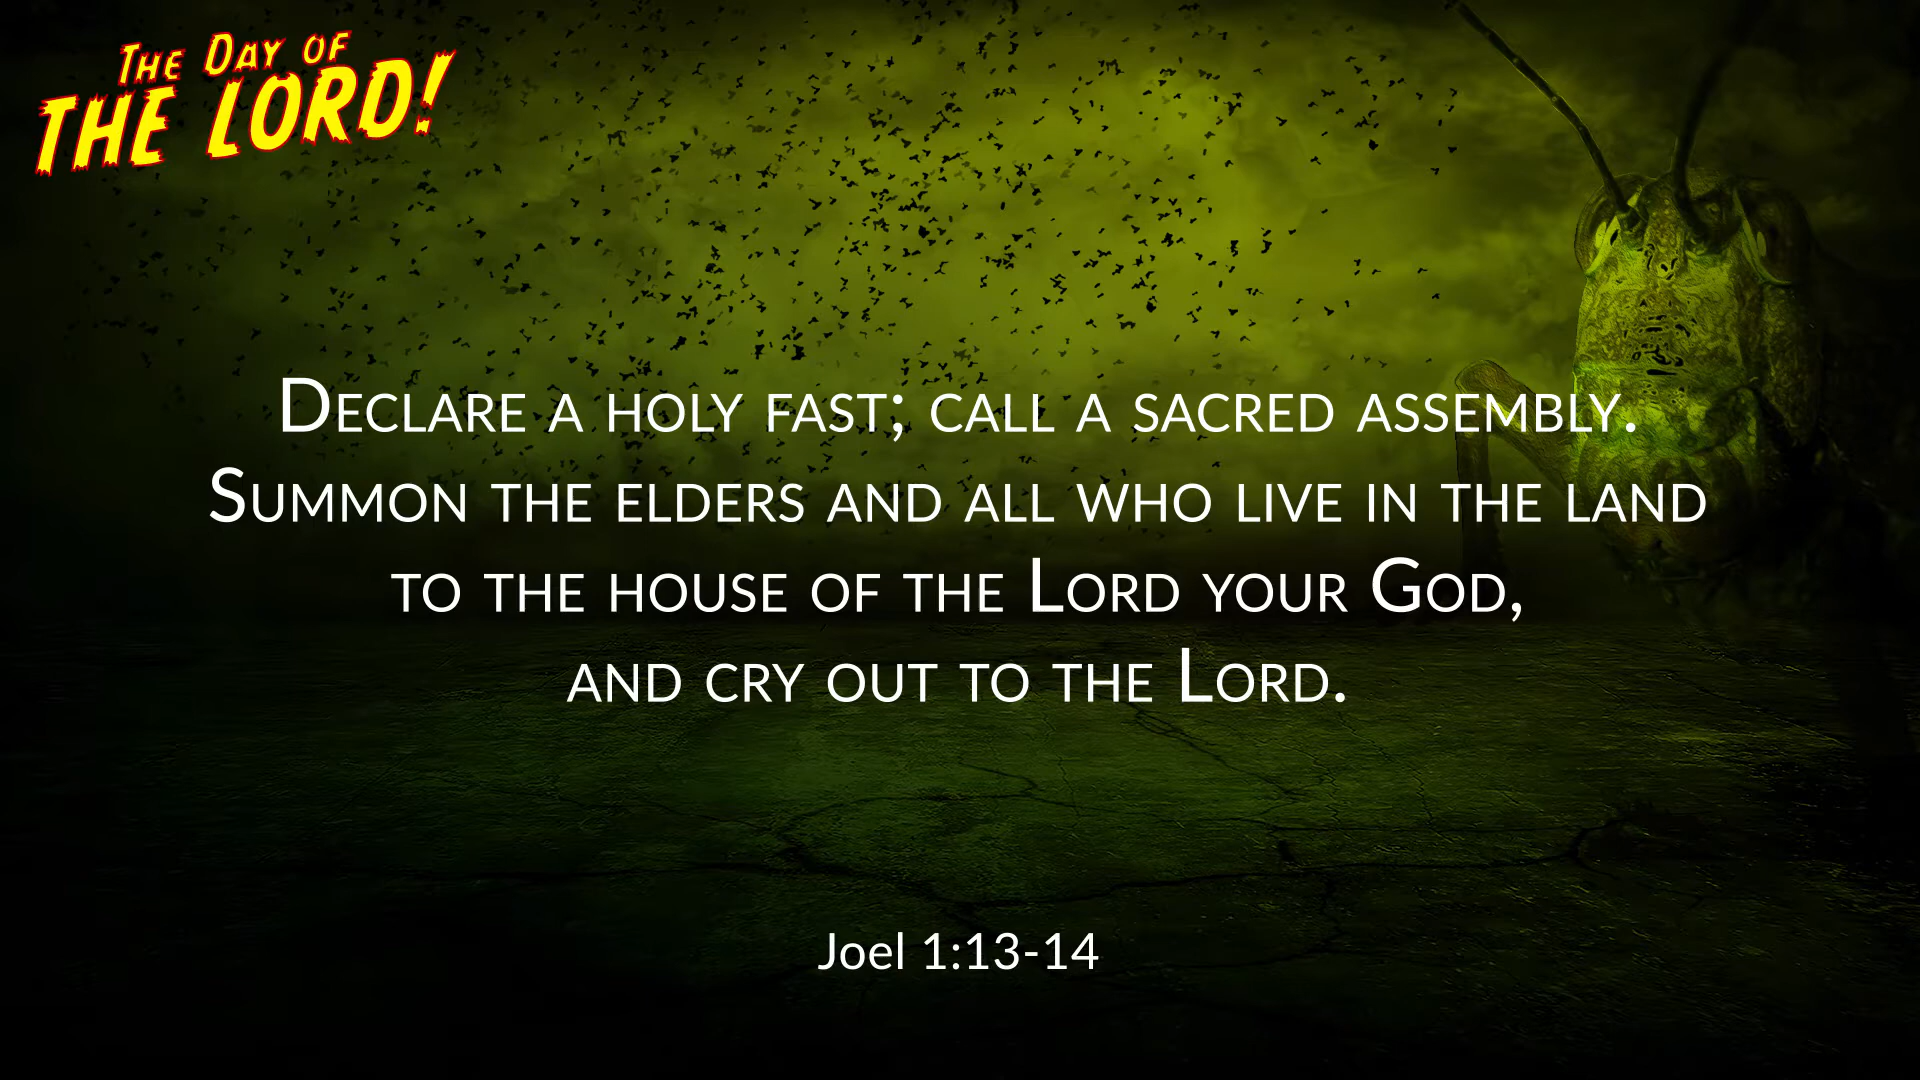 The Day of
THE LORD!
Declare a holy fast; call a sacred assembly.
Summon the elders and all who live in the land
to the house of the Lord your God,
and cry out to the Lord.
Joel 1:13-14